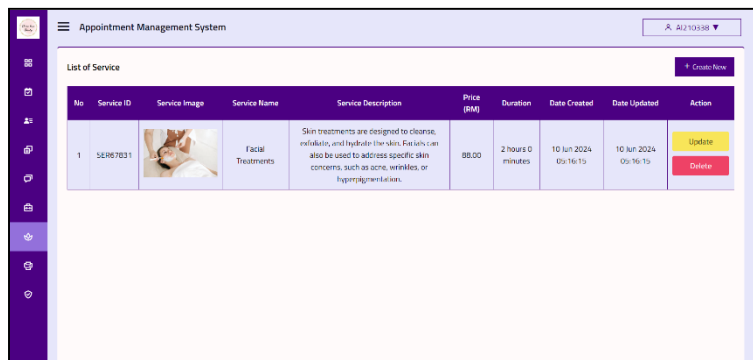 Appointment Management System
AI210338 ▼
List of Service
+ Create New
No Service ID Service Image Service Name Service Description Price (RM) Duration Date Created Date Updated Action
1 SER67831
Facial Treatments
Skin treatments are designed to cleanse,
exfoliate, and hydrate the skin. Facials can
also be used to address specific skin
concerns, such as acne, wrinkles, or
hyperpigmentation.
88.00
2 hours 0
minutes
10 Jun 2024
05:16:15
10 Jun 2024
05:16:15
Update
Delete